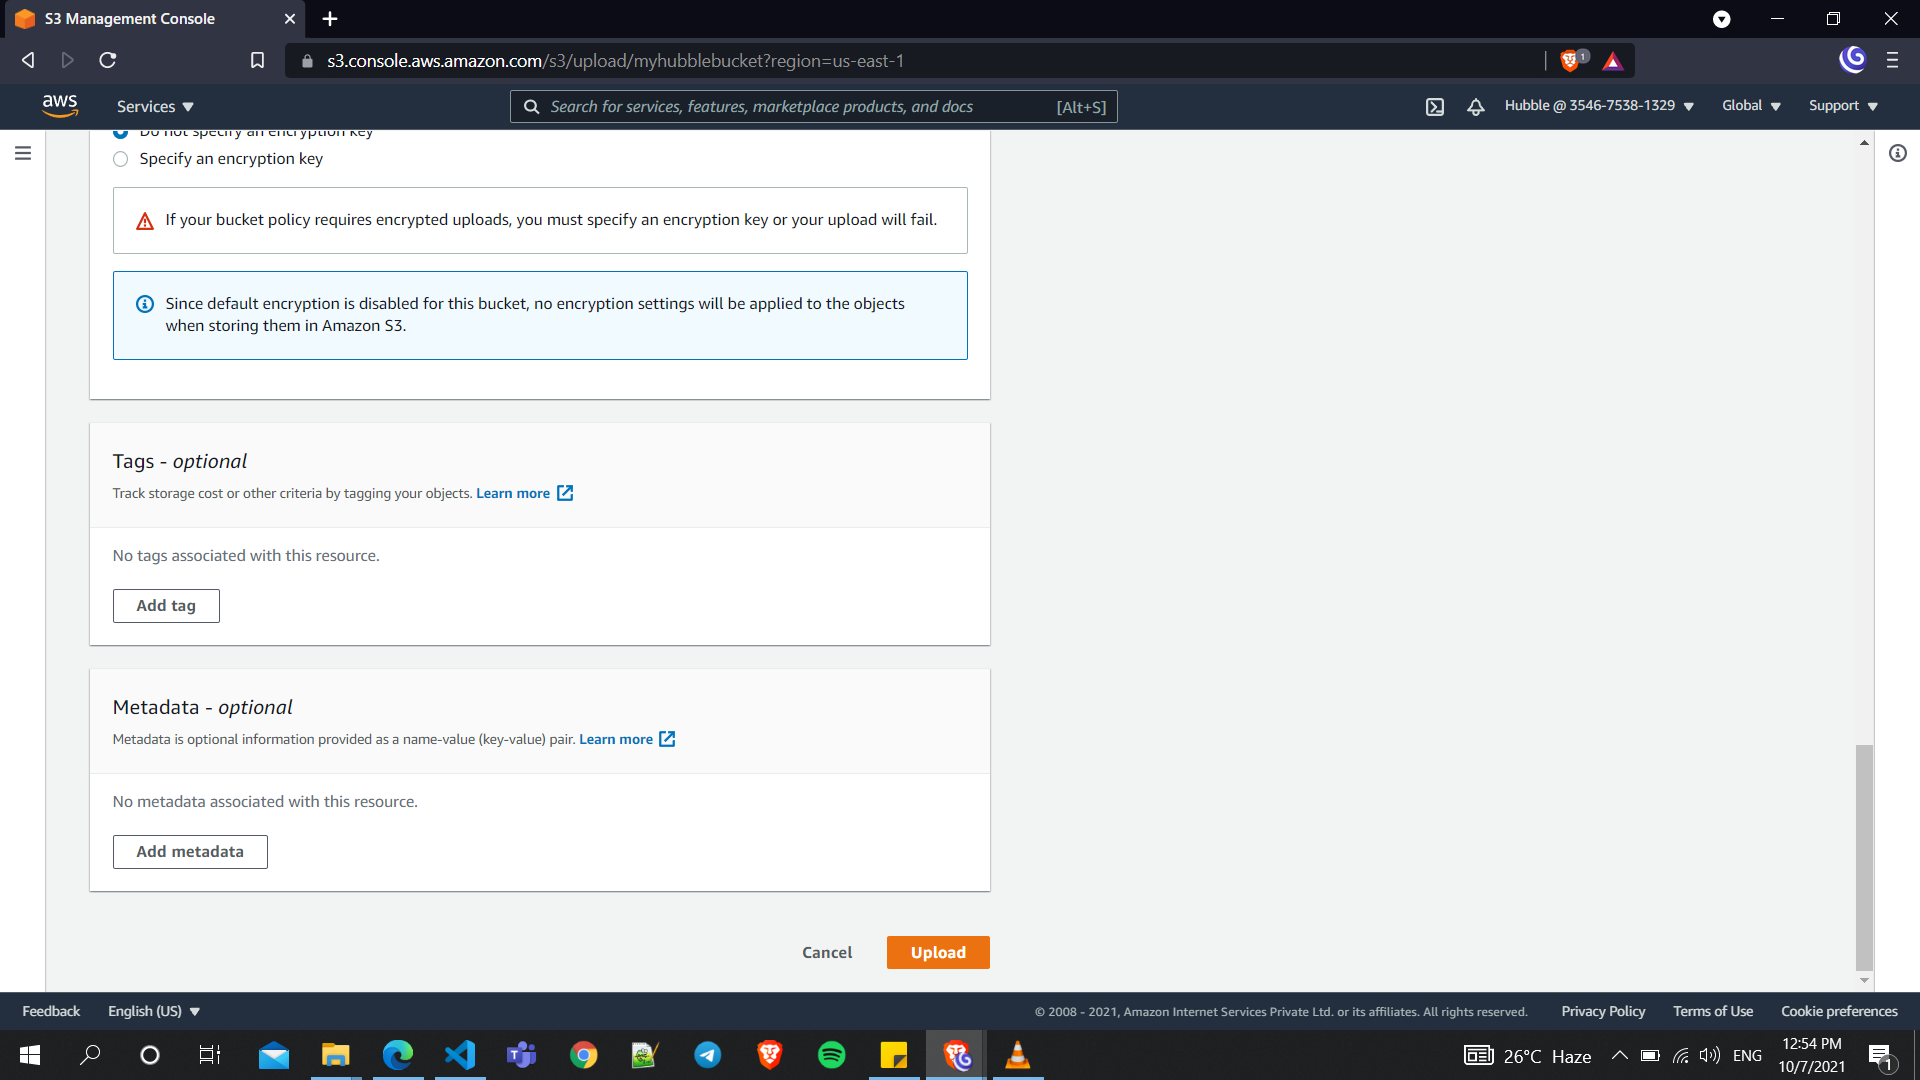 S3 Management Console
s3.console.aws.amazon.com/s3/upload/myhubblebucket?region=us-east-1
1
aws
Services
Search for services, features, marketplace products, and docs [Alt+S]
Hubble @ 3546-7538-1329
Global
Support
Do not specify an encryption key
Specify an encryption key
If your bucket policy requires encrypted uploads, you must specify an encryption key or your upload will fail.
Since default encryption is disabled for this bucket, no encryption settings will be applied to the objects
when storing them in Amazon S3.
Tags - optional
Track storage cost or other criteria by tagging your objects. Learn more
No tags associated with this resource.
Add tag
Metadata - optional
Metadata is optional information provided as a name-value (key-value) pair. Learn more
No metadata associated with this resource.
Add metadata
Cancel
Upload
Feedback
English (US)
© 2008 - 2021, Amazon Internet Services Private Ltd. or its affiliates. All rights reserved.
Privacy Policy
Terms of Use
Cookie preferences
26°C Haze
ENG
12:54 PM
10/7/2021
1